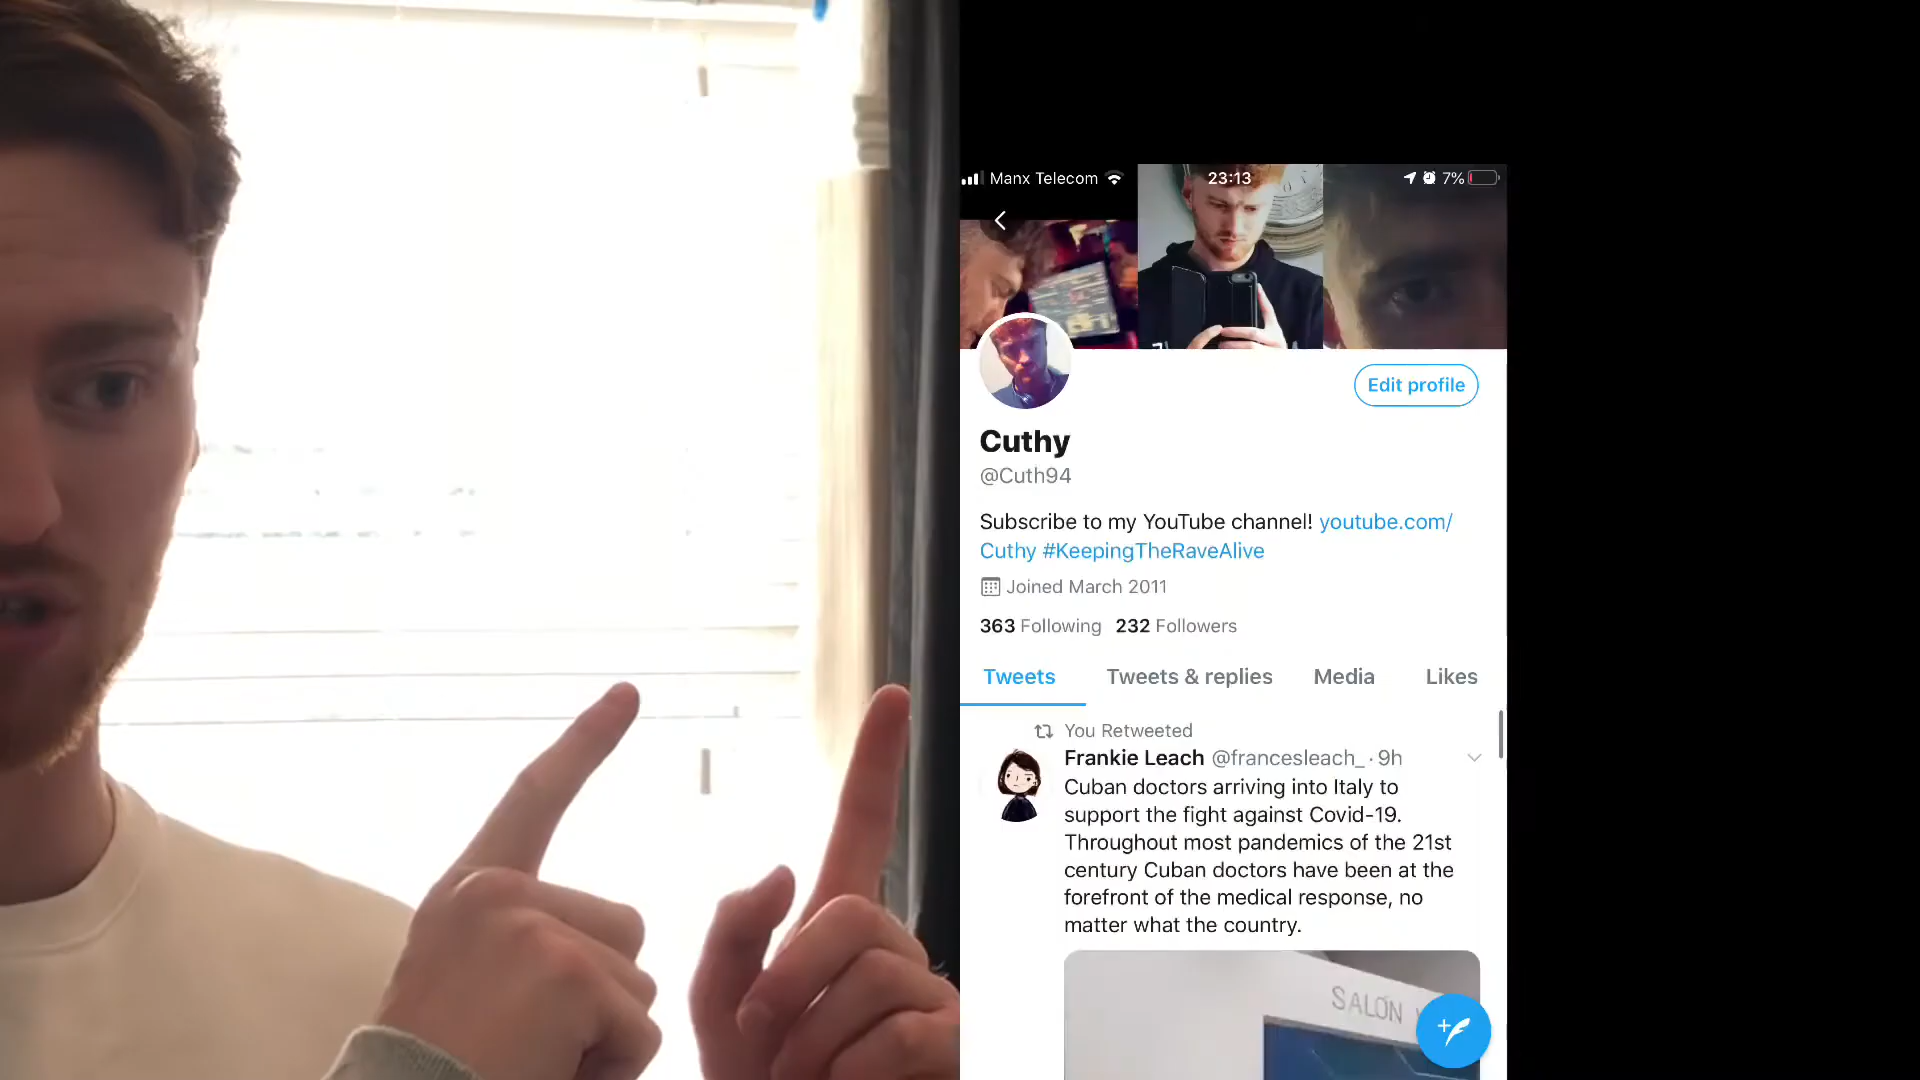 Manx Telecom
23:13
7%
Edit profile
Cuthy
@Cuth94
Subscribe to my YouTube channel! youtube.com/
Cuthy #KeepingTheRaveAlive
Joined March 2011
363 Following 232 Followers
Tweets Tweets & replies Media Likes
You Retweeted
Frankie Leach @francesleach_ · 9h
Cuban doctors arriving into Italy to
support the fight against Covid-19.
Throughout most pandemics of the 21st
century Cuban doctors have been at the
forefront of the medical response, no
matter what the country.
SALON